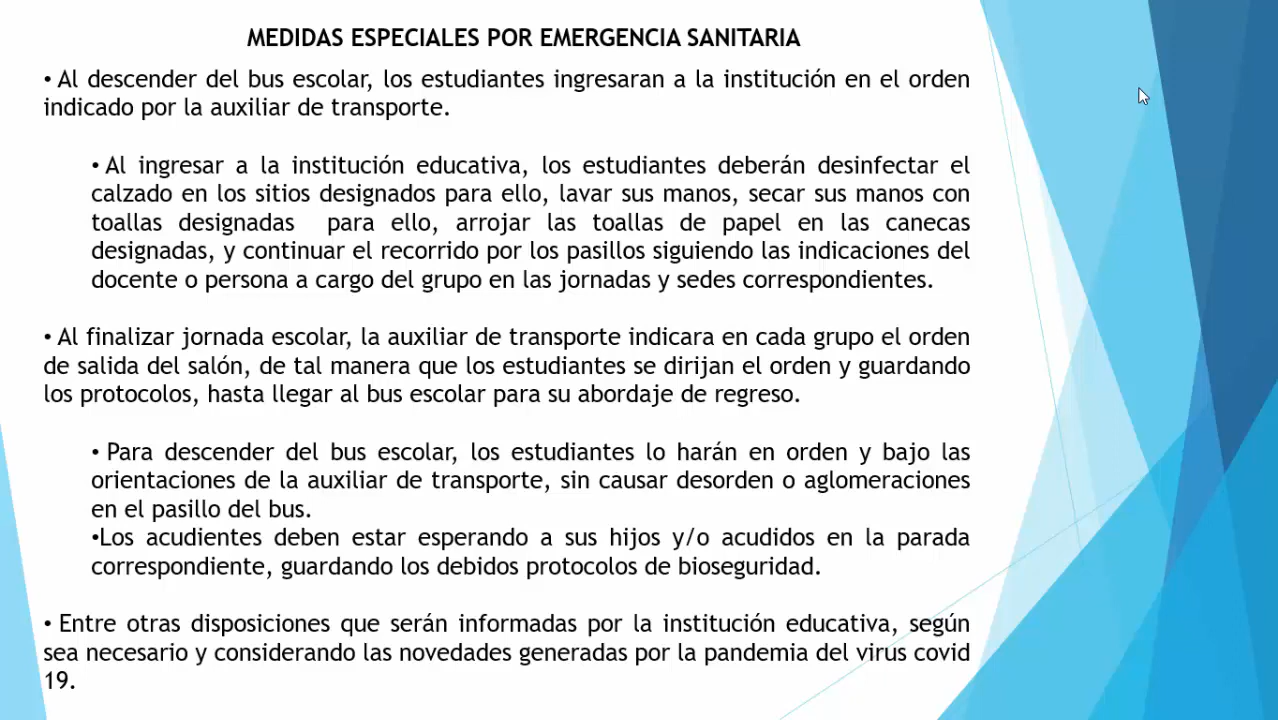 MEDIDAS ESPECIALES POR EMERGENCIA SANITARIA
• Al descender del bus escolar, los estudiantes ingresaran a la institución en el orden
indicado por la auxiliar de transporte.
• Al ingresar a la institución educativa, los estudiantes deberán desinfectar el
calzado en los sitios designados para ello, lavar sus manos, secar sus manos con
toallas designadas para ello, arrojar las toallas de papel en las canecas
designadas, y continuar el recorrido por los pasillos siguiendo las indicaciones del
docente o persona a cargo del grupo en las jornadas y sedes correspondientes.
• Al finalizar jornada escolar, la auxiliar de transporte indicara en cada grupo el orden
de salida del salón, de tal manera que los estudiantes se dirijan el orden y guardando
los protocolos, hasta llegar al bus escolar para su abordaje de regreso.
• Para descender del bus escolar, los estudiantes lo harán en orden y bajo las
orientaciones de la auxiliar de transporte, sin causar desorden o aglomeraciones
en el pasillo del bus.
•Los acudientes deben estar esperando a sus hijos y/o acudidos en la parada
correspondiente, guardando los debidos protocolos de bioseguridad.
• Entre otras disposiciones que serán informadas por la institución educativa, según
sea necesario y considerando las novedades generadas por la pandemia del virus covid
19.